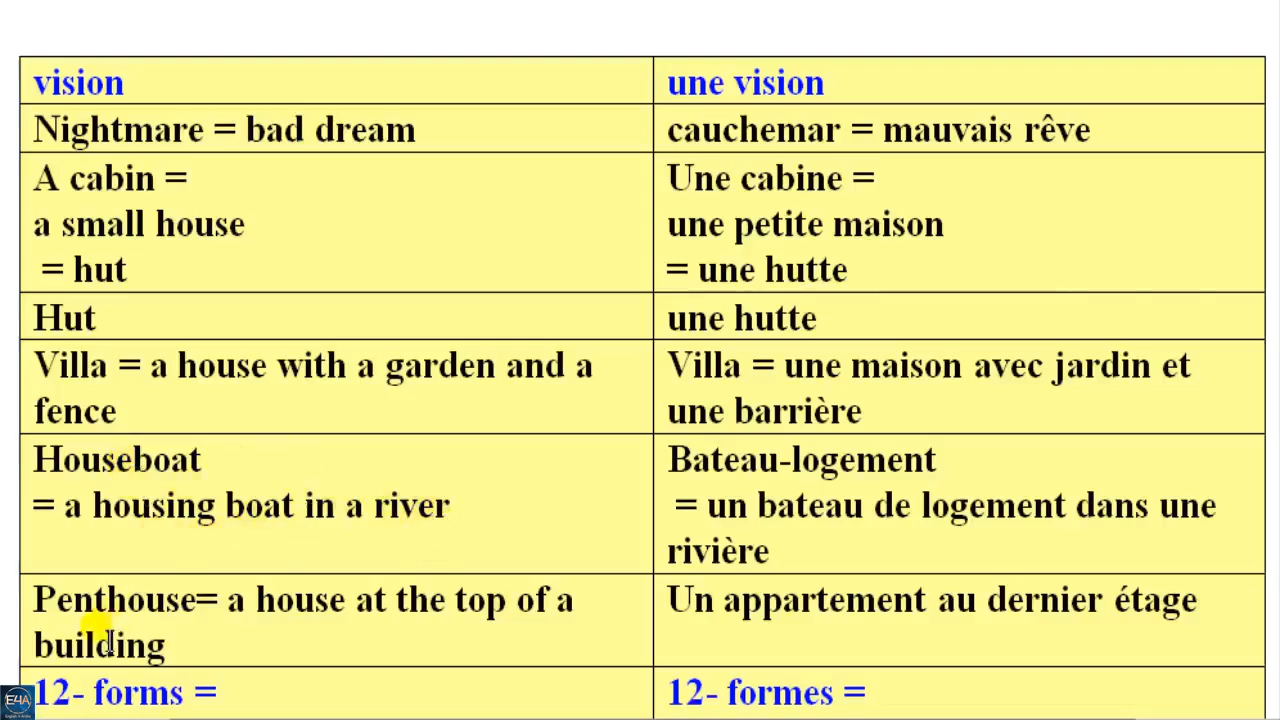 vision
une vision
Nightmare = bad dream
cauchemar = mauvais rêve
A cabin =
a small house
= hut
Une cabine =
une petite maison
= une hutte
Hut
une hutte
Villa = a house with a garden and a
fence
Villa = une maison avec jardin et
une barrière
Houseboat
= a housing boat in a river
Bateau-logement
= un bateau de logement dans une
rivière
Penthouse= a house at the top of a
building
Un appartement au dernier étage
12- forms =
12- formes =
E4A